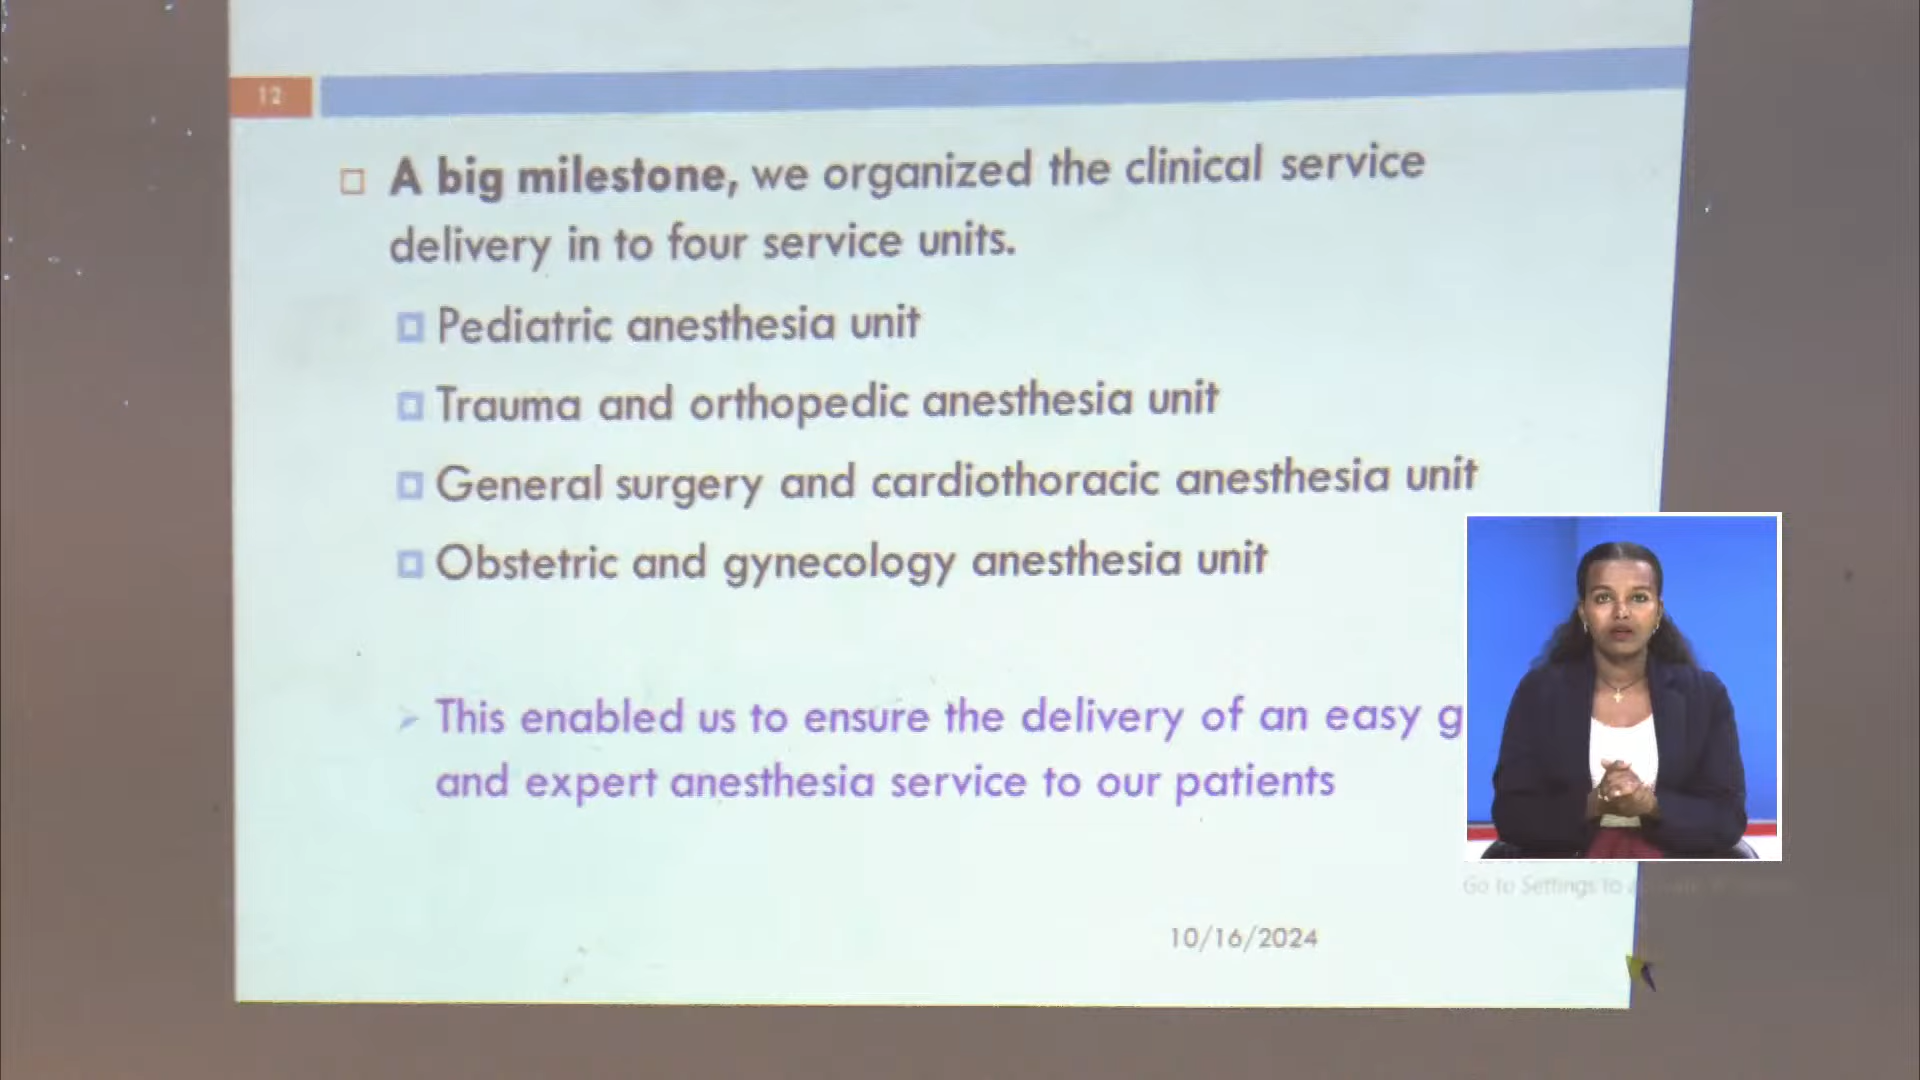 12
A big milestone, we organized the clinical service
delivery in to four service units.
Pediatric anesthesia unit
Trauma and orthopedic anesthesia unit
General surgery and cardiothoracic anesthesia unit
Obstetric and gynecology anesthesia unit
This enabled us to ensure the delivery of an easy
and expert anesthesia service to our patients
Go to Settings to
10/16/2024